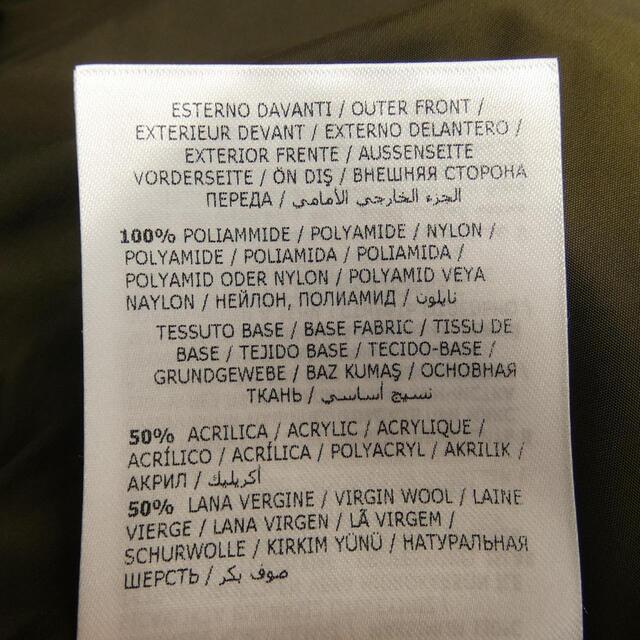 ESTERNO DAVANTI / OUTER FRONT /
EXTERIEUR DEVANT / EXTERNO DELANTERO /
EXTERIOR FRENTE / AUSSENSEITE
VORDERSEITE / ÖN DIŞ / ВНЕШНЯЯ СТОРОНА
ПЕРЕДА / الجزء الخارجي الأمامي
100% POLIAMMIDE / POLYAMIDE / NYLON /
POLYAMIDE / POLIAMIDA / POLIAMIDA /
POLYAMID ODER NYLON / POLYAMID VEYA
NAYLON / НЕЙЛОН, ПОЛИАМИД / نايلون
TESSUTO BASE / BASE FABRIC / TISSU DE
BASE / TEJIDO BASE / TECIDO-BASE /
GRUNDGEWEBE / BAZ KUMAŞ / ОСНОВНАЯ
ТКАНЬ / نسيج أساسي
50% ACRILICA / ACRYLIC / ACRYLIQUE /
ACRÍLICO / ACRÍLICA / POLYACRYL / AKRILIK /
АКРИЛ / أكريليك
50% LANA VERGINE / VIRGIN WOOL / LAINE
VIERGE / LANA VIRGEN / LÃ VIRGEM /
SCHURWOLLE / KIRKIM YÜNÜ / НАТУРАЛЬНАЯ
ШЕРСТЬ / صوف بكر